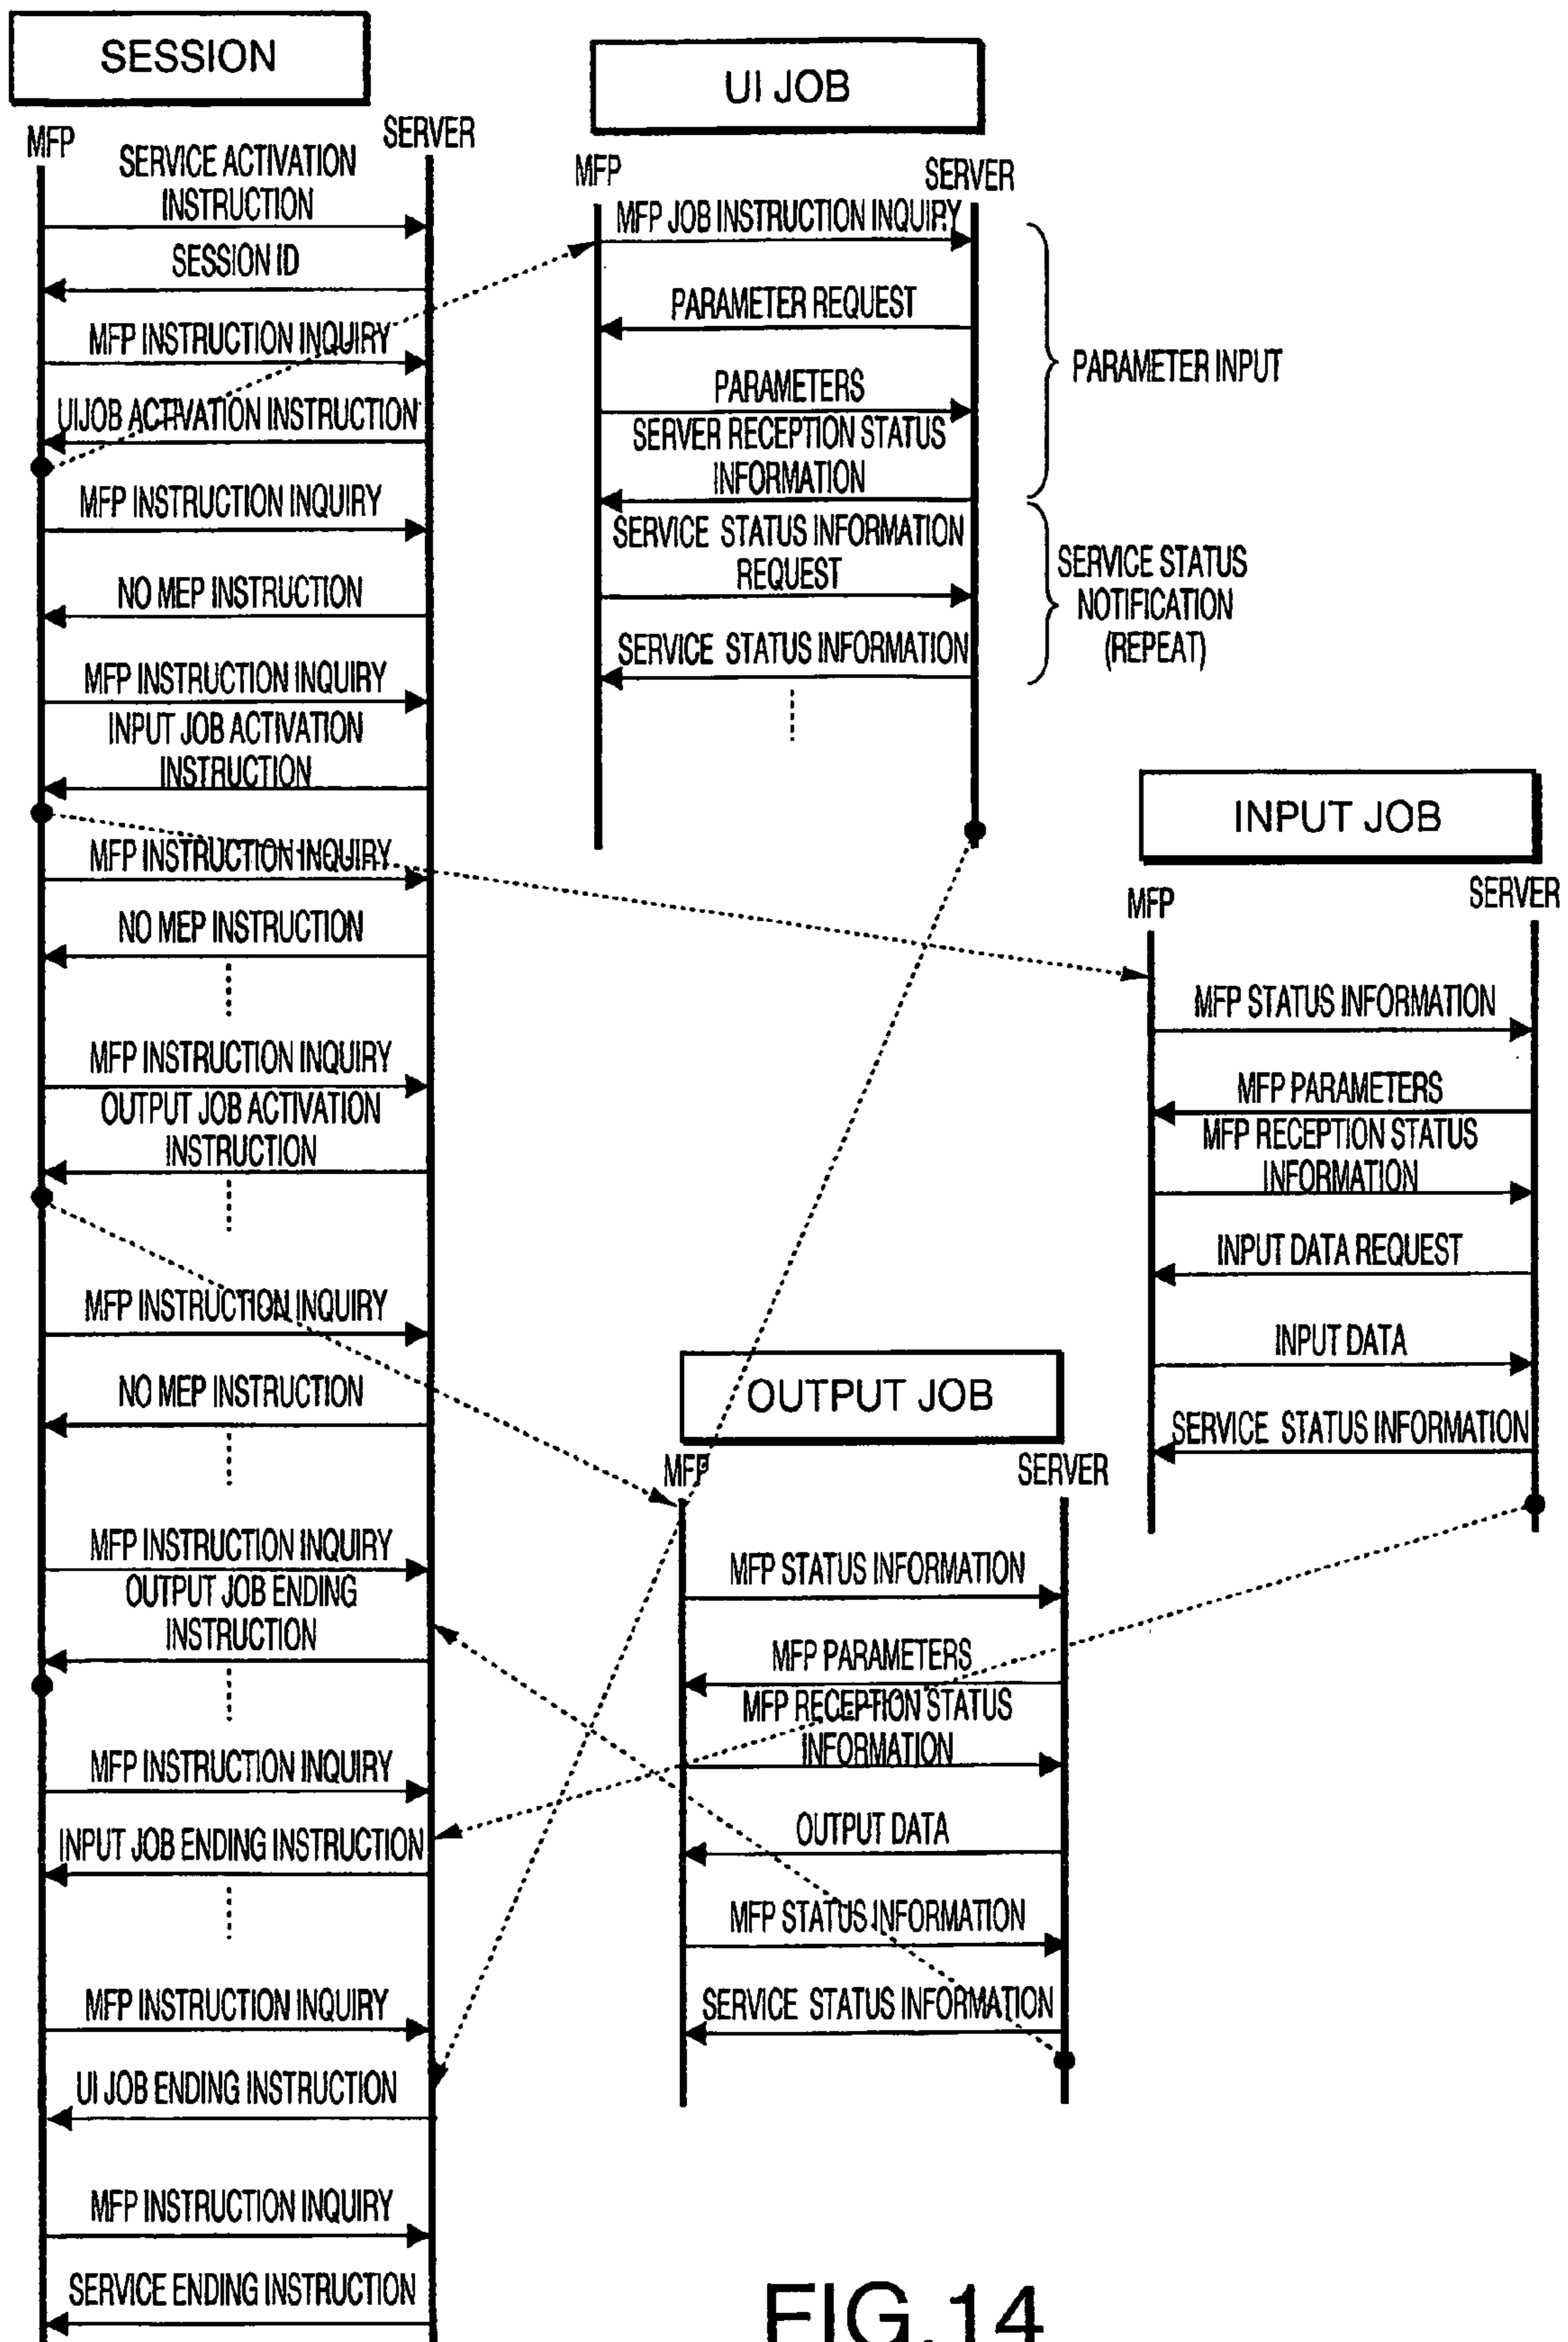 SESSION
MFP
SERVER
SERVICE ACTIVATION
INSTRUCTION
SESSION ID
MFP INSTRUCTION INQUIRY
UIJOB ACTIVATION INSTRUCTION
MFP INSTRUCTION INQUIRY
NO MEP INSTRUCTION
MFP INSTRUCTION INQUIRY
INPUT JOB ACTIVATION
INSTRUCTION
MFP INSTRUCTION INQUIRY
NO MEP INSTRUCTION
MFP INSTRUCTION INQUIRY
OUTPUT JOB ACTIVATION
INSTRUCTION
MFP INSTRUCTION INQUIRY
NO MEP INSTRUCTION
MFP INSTRUCTION INQUIRY
OUTPUT JOB ENDING
INSTRUCTION
MFP INSTRUCTION INQUIRY
INPUT JOB ENDING INSTRUCTION
MFP INSTRUCTION INQUIRY
UI JOB ENDING INSTRUCTION
MFP INSTRUCTION INQUIRY
SERVICE ENDING INSTRUCTION
UI JOB
MFP
SERVER
MFP JOB INSTRUCTION INQUIRY
PARAMETER REQUEST
PARAMETERS
SERVER RECEPTION STATUS
INFORMATION
SERVICE STATUS INFORMATION
REQUEST
SERVICE STATUS INFORMATION
PARAMETER INPUT
SERVICE STATUS
NOTIFICATION
(REPEAT)
INPUT JOB
MFP
SERVER
MFP STATUS INFORMATION
MFP PARAMETERS
MFP RECEPTION STATUS
INFORMATION
INPUT DATA REQUEST
INPUT DATA
SERVICE STATUS INFORMATION
OUTPUT JOB
MFP
SERVER
MFP STATUS INFORMATION
MFP PARAMETERS
MFP RECEPTION STATUS
INFORMATION
OUTPUT DATA
MFP STATUS INFORMATION
SERVICE STATUS INFORMATION
FIG.14